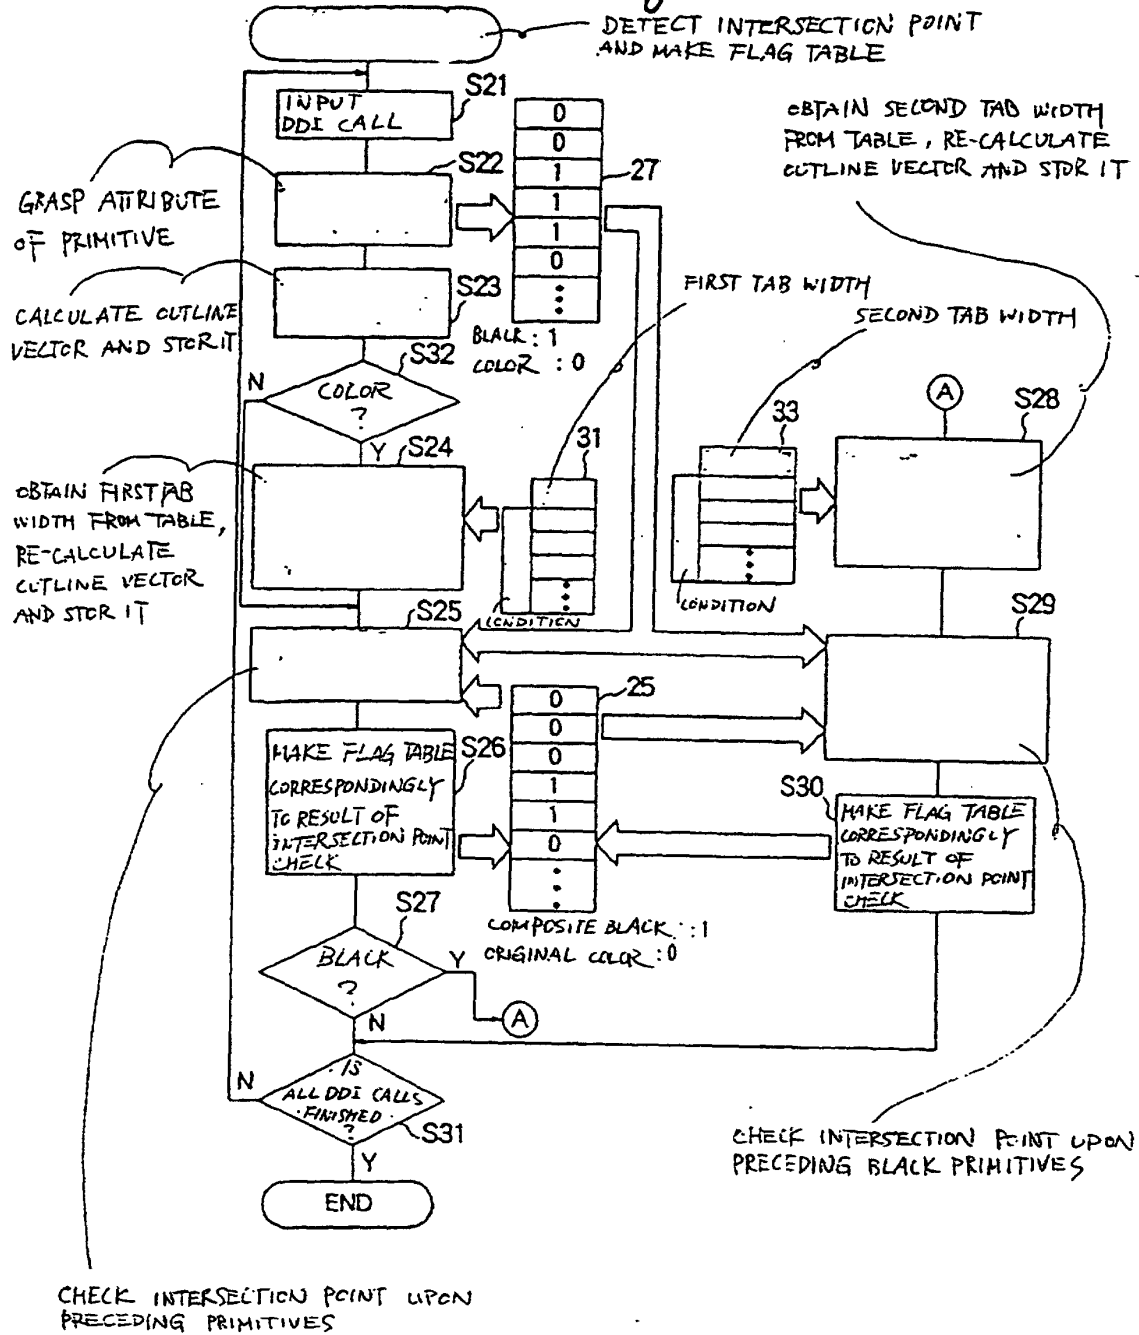 DETECT INTERSECTION POINT
AND MAKE FLAG TABLE
S21
INPUT
DDI CALL
0
0
1
1
1
0
27
OBTAIN SECOND TAB WIDTH
FROM TABLE, RE-CALCULATE
OUTLINE VECTOR AND STOR IT
S22
GRASP ATTRIBUTE
OF PRIMITIVE
S23
CALCULATE OUTLINE
VECTOR AND STOR IT
BLACK : 1
COLOR : 0
FIRST TAB WIDTH
SECOND TAB WIDTH
S32
N
COLOR
?
Y
S24
31
33
A
S28
OBTAIN FIRST TAB
WIDTH FROM TABLE,
RE-CALCULATE
OUTLINE VECTOR
AND STOR IT
CONDITION
CONDITION
S25
S29
25
0
0
0
1
1
0
MAKE FLAG TABLE
CORRESPONDINGLY
TO RESULT OF
INTERSECTION POINT
CHECK
S26
S30
MAKE FLAG TABLE
CORRESPONDINGLY
TO RESULT OF
INTERSECTION POINT
CHECK
COMPOSITE BLACK : 1
ORIGINAL COLOR : 0
S27
BLACK
?
Y
A
N
IS
ALL DDI CALLS
FINISHED
?
N
S31
Y
END
CHECK INTERSECTION POINT UPON
PRECEDING BLACK PRIMITIVES
CHECK INTERSECTION POINT UPON
PRECEDING PRIMITIVES